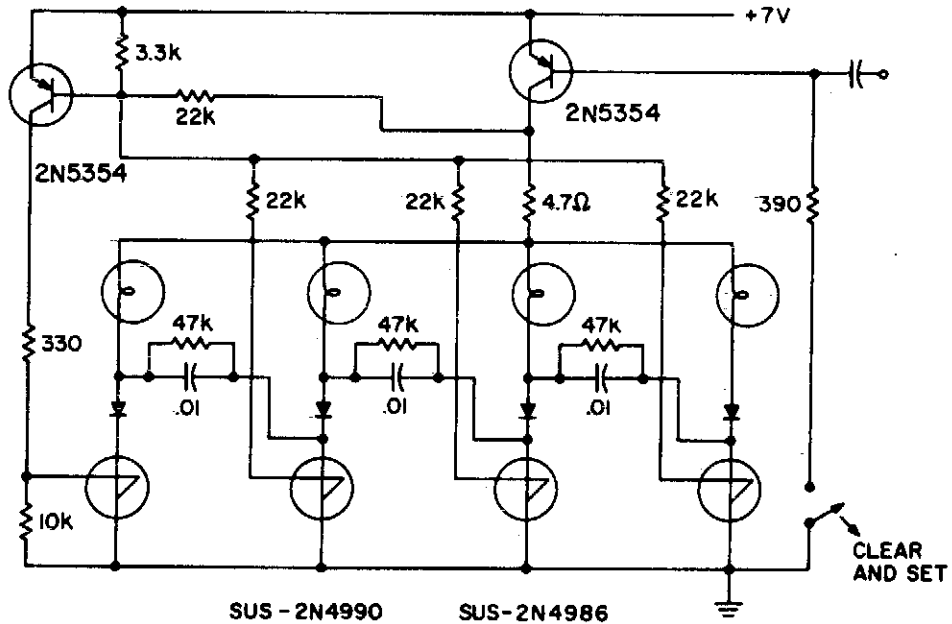 +7V
3.3k
22k
2N5354
2N5354
22k
22k
4.7Ω
22k
390
47k
47k
47k
330
.01
.01
.01
10k
CLEAR
AND SET
SUS-2N4990
SUS-2N4986